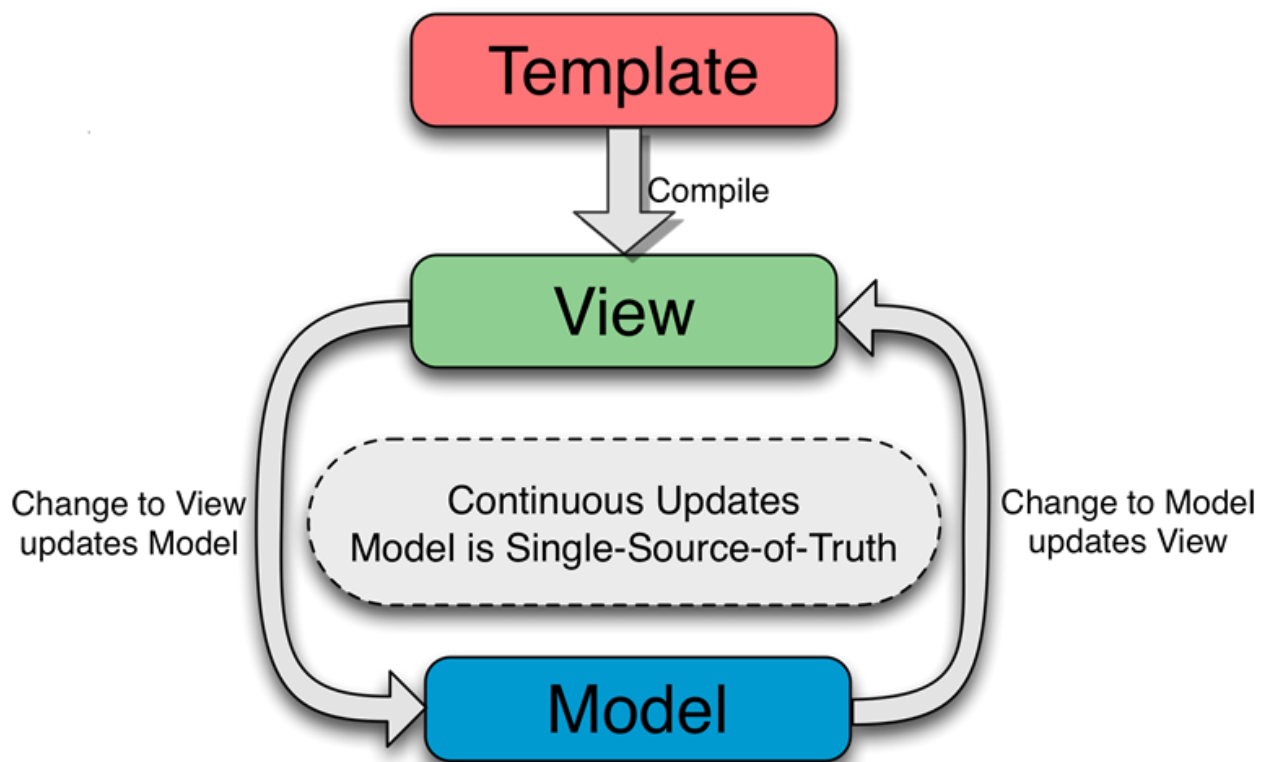 Template
Compile
View
Change to View
updates Model
Continuous Updates
Model is Single-Source-of-Truth
Change to Model
updates View
Model